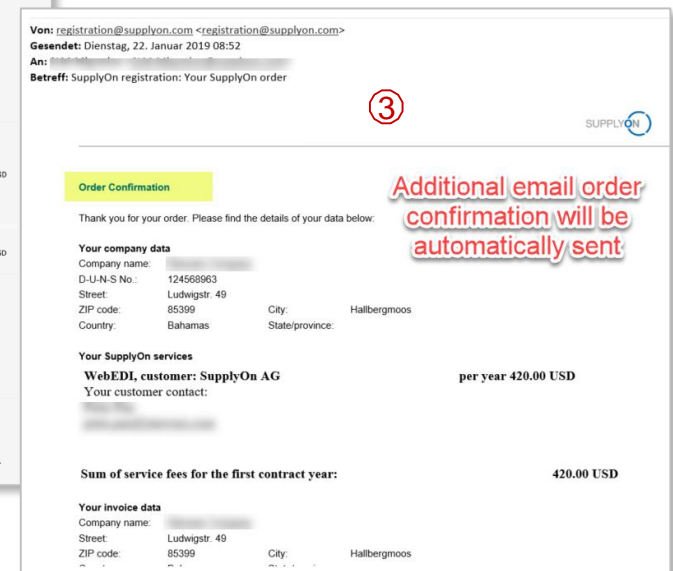 Von: registration@supplyon.com <registration@supplyon.com>
Gesendet: Dienstag, 22. Januar 2019 08:52
An:
Betreff: SupplyOn registration: Your SupplyOn order
3
SUPPLYON
Order Confirmation
Additional email order
confirmation will be
automatically sent
Thank you for your order. Please find the details of your data below:
Your company data
Company name:
D-U-N-S No.: 124568963
Street: Ludwigstr. 49
ZIP code: 85399 City: Hallbergmoos
Country: Bahamas State/province:
Your SupplyOn services
WebEDI, customer: SupplyOn AG per year 420.00 USD
Your customer contact:
Sum of service fees for the first contract year: 420.00 USD
Your invoice data
Company name:
Street: Ludwigstr. 49
ZIP code: 85399 City: Hallbergmoos